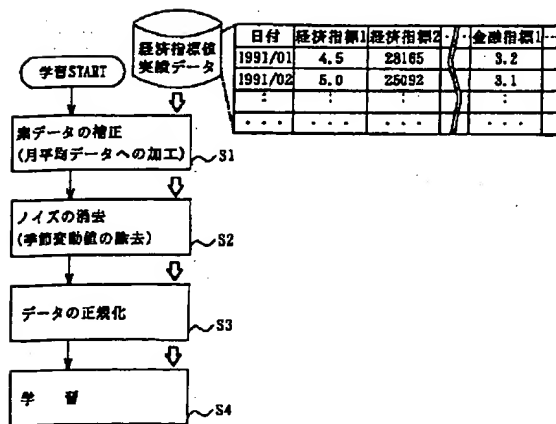 学習START
経済指標値
実績データ
日付 経済指標1 経済指標2 ・・ 金融指標1 ・・・
1991/01 4.5 28165 3.2
1991/02 5.0 25092 3.1
: : : :
・・・ ・・・ ・・・ ・・・
素データの補正
(月平均データへの加工)
S1
ノイズの消去
(季節変動値の除去)
S2
データの正規化
S3
学 習
S4